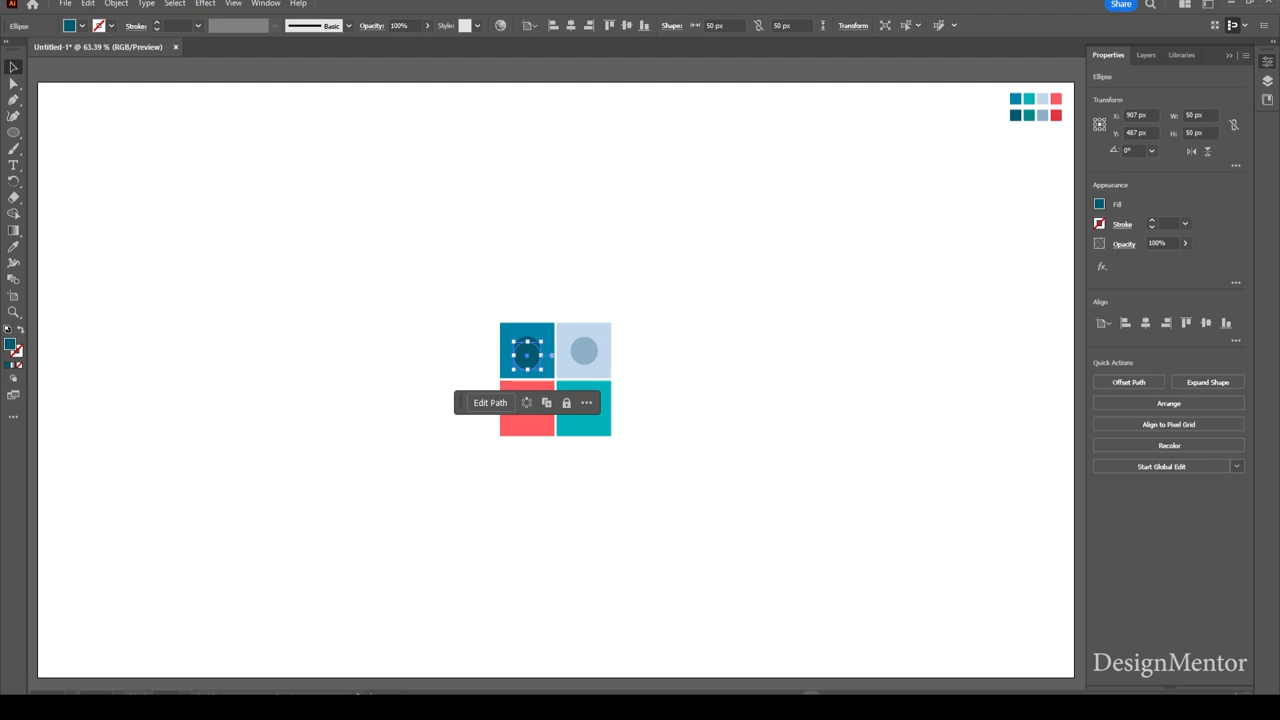 Ai File Edit Object Type Select Effect View Window Help Share
Ellipse Stroke: Basic Opacity: 100% Style: Shape: 50 px 50 px Transform
Untitled-1* @ 63.39 % (RGB/Preview) ×
Properties Layers Libraries
Ellipse
Transform
X: 907 px W: 50 px
Y: 487 px H: 50 px
0°
Appearance
Fill
Stroke
Opacity 100%
fx.
Align
Quick Actions
Offset Path Expand Shape
Arrange
Align to Pixel Grid
Recolor
Start Global Edit
Edit Path
DesignMentor